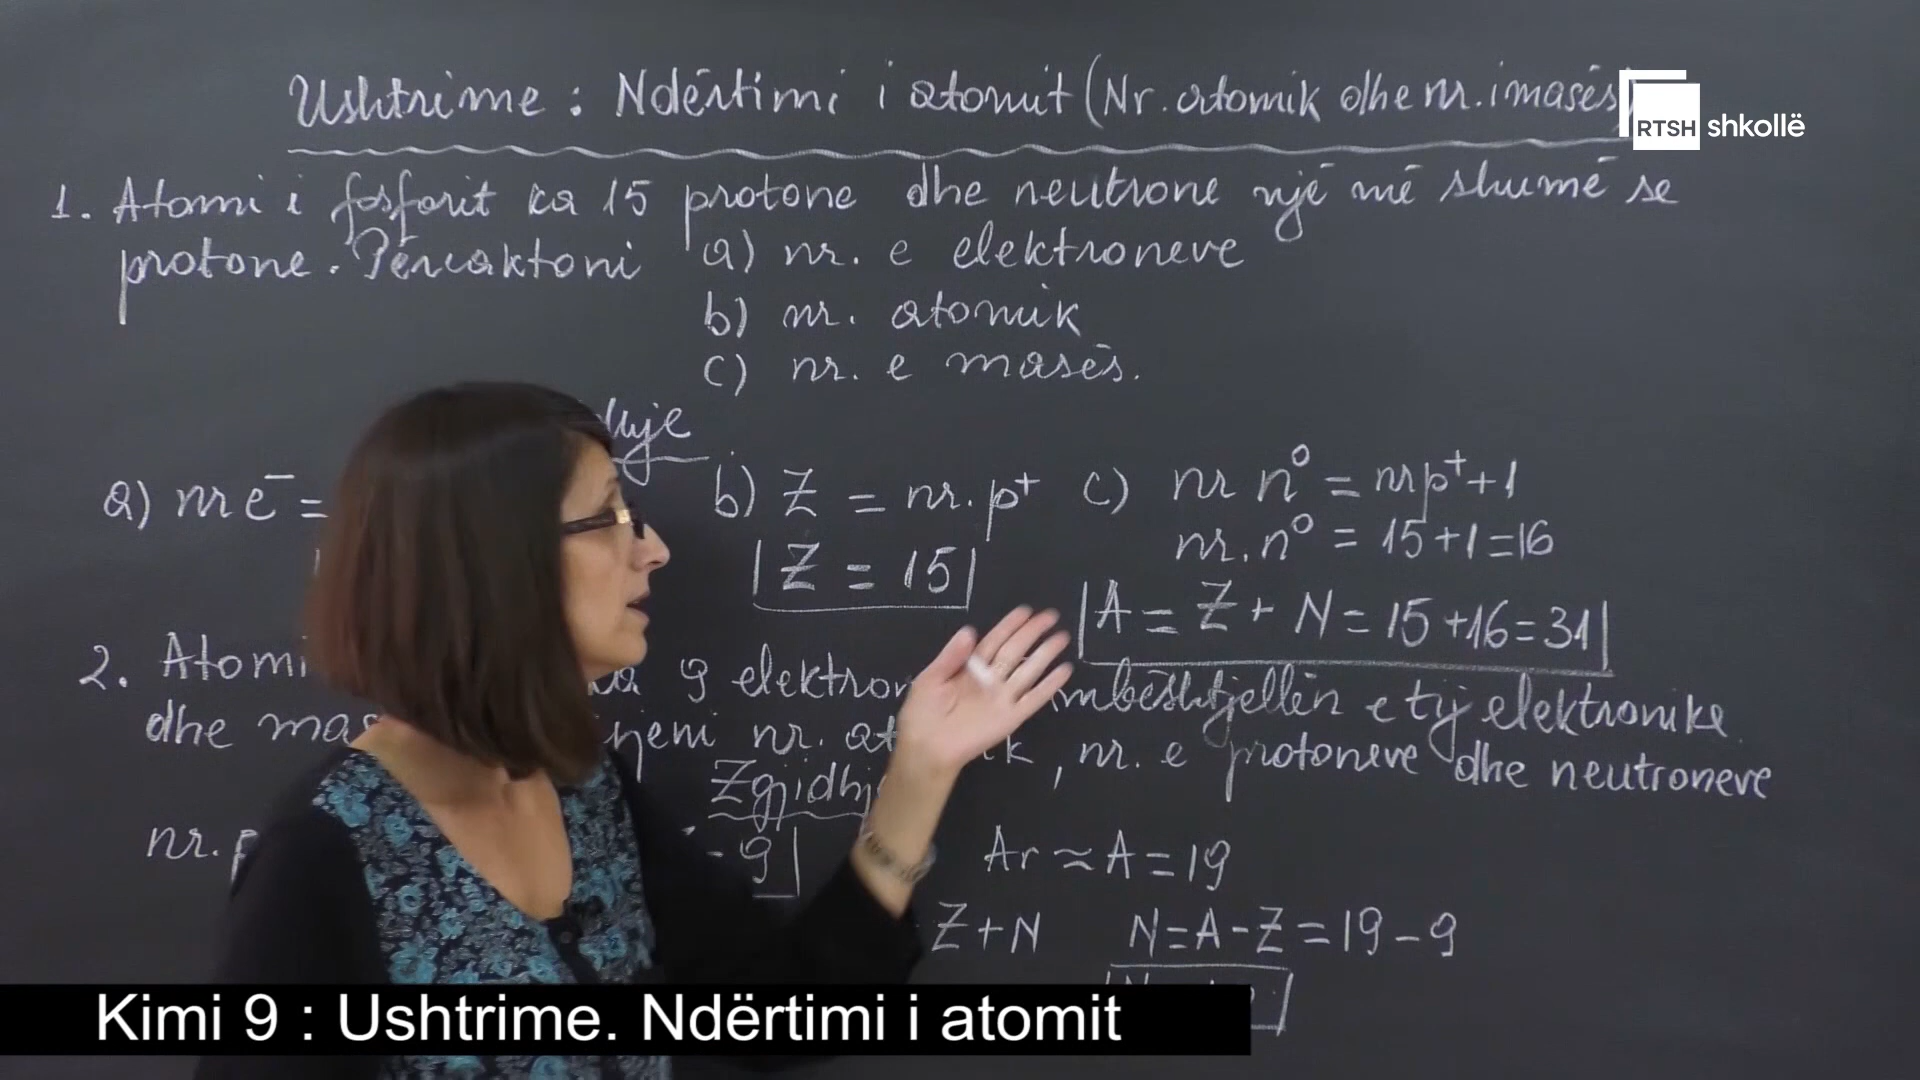 Ushtrime : Ndërtimi i atomit (Nr. atomik dhe nr. i masës)
RTSH shkollë
1. Atomi i fosforit ka 15 protone dhe neutrone një më shumë se
protone. Përcaktoni a) nr. e elektroneve
b) nr. atomik
c) nr. e masës.
a) nr e⁻ =
b) Z = nr. p⁺
Z = 15
c) nr n⁰ = nr p⁺ + 1
nr. n⁰ = 15 + 1 = 16
A = Z + N = 15 + 16 = 31
2. Atomi 9 elektron mbështjellën e tij elektronike
dhe nr. , nr. e protoneve dhe neutroneve
Zgjidhje
nr. p
9
Ar ≈ A = 19
Z + N N = A - Z = 19 - 9
Kimi 9 : Ushtrime. Ndërtimi i atomit